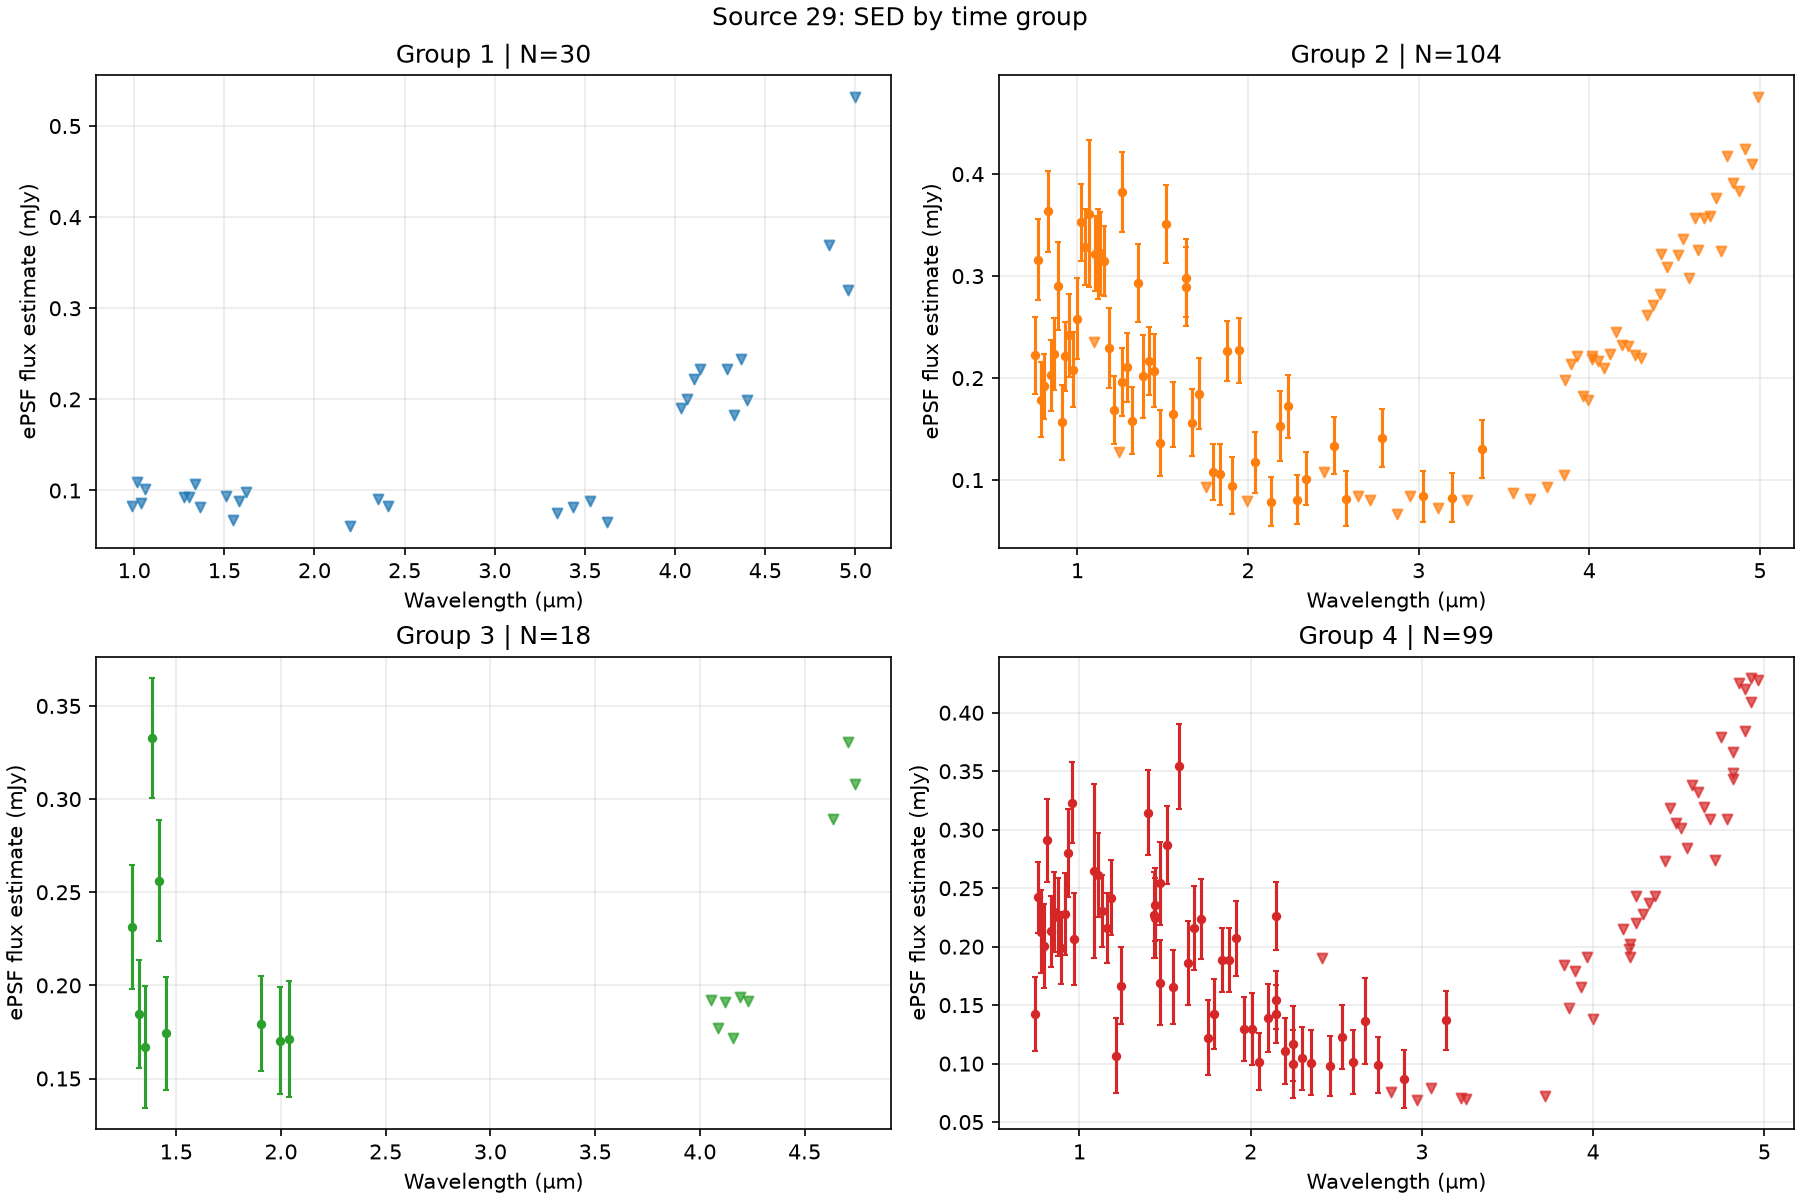 Source 29: SED by time group
Group 1 | N=30
ePSF flux estimate (mJy)
0.5
0.4
0.3
0.2
0.1
1.0 1.5 2.0 2.5 3.0 3.5 4.0 4.5 5.0
Wavelength (μm)
Group 2 | N=104
ePSF flux estimate (mJy)
0.4
0.3
0.2
0.1
1 2 3 4 5
Wavelength (μm)
Group 3 | N=18
ePSF flux estimate (mJy)
0.35
0.30
0.25
0.20
0.15
1.5 2.0 2.5 3.0 3.5 4.0 4.5
Wavelength (μm)
Group 4 | N=99
ePSF flux estimate (mJy)
0.40
0.35
0.30
0.25
0.20
0.15
0.10
0.05
1 2 3 4 5
Wavelength (μm)